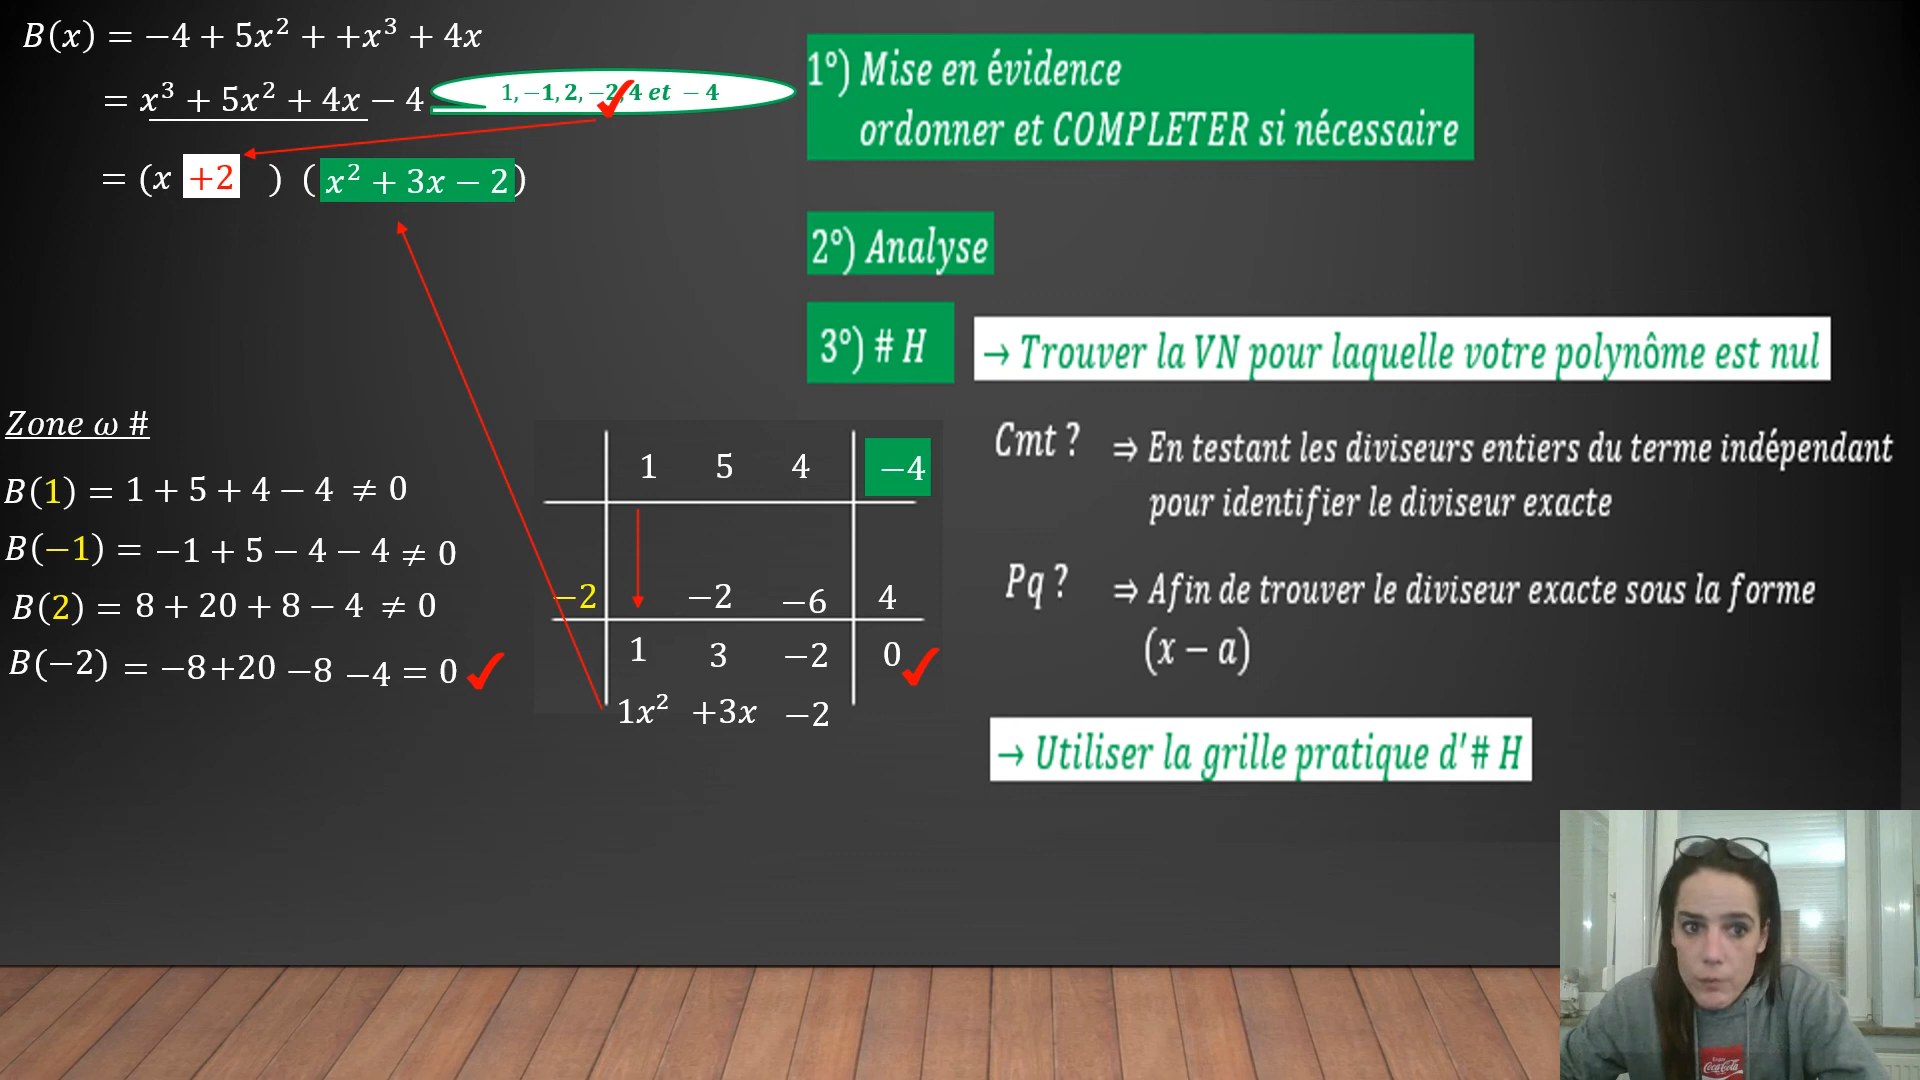 B(x) = −4 + 5x² + +x³ + 4x
= x³ + 5x² + 4x − 4
1, −1, 2, −2, 4 et − 4
= (x +2 ) ( x² + 3x − 2 )
1°) Mise en évidence
ordonner et COMPLETER si nécessaire
2°) Analyse
3°) # H
→ Trouver la VN pour laquelle votre polynôme est nul
Cmt ?
⇒ En testant les diviseurs entiers du terme indépendant
pour identifier le diviseur exacte
Pq ?
⇒ Afin de trouver le diviseur exacte sous la forme
(x − a)
→ Utiliser la grille pratique d'# H
Zone ω #
B(1) = 1 + 5 + 4 − 4 ≠ 0
B(−1) = −1 + 5 − 4 − 4 ≠ 0
B(2) = 8 + 20 + 8 − 4 ≠ 0
B(−2) = −8+20 −8 −4 = 0
1 5 4 −4
−2 −2 −6 4
1 3 −2 0
1x² +3x −2
Enjoy
Coca-Cola